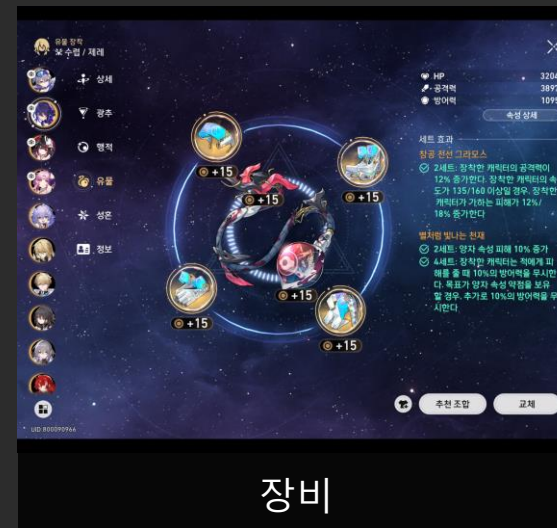 유물 장착
수렵 / 제레
상세
광추
행적
유물
성혼
정보
+15
+15
+15
+15
+15
+15
UID 800090966
HP 3204
공격력 3897
방어력 1095
속성 상세
세트 효과
창공 전선 그라모스
2세트: 장착한 캐릭터의 공격력이
12% 증가한다. 장착한 캐릭터의 속
도가 135/160 이상일 경우, 장착한
캐릭터가 가하는 피해가 12%/
18% 증가한다
별처럼 빛나는 천재
2세트: 양자 속성 피해 10% 증가
4세트: 장착한 캐릭터는 적에게 피
해를 줄 때 10%의 방어력을 무시한
다. 목표가 양자 속성 약점을 보유
할 경우, 추가로 10%의 방어력을 무
시한다
추천 조합
교체
장비